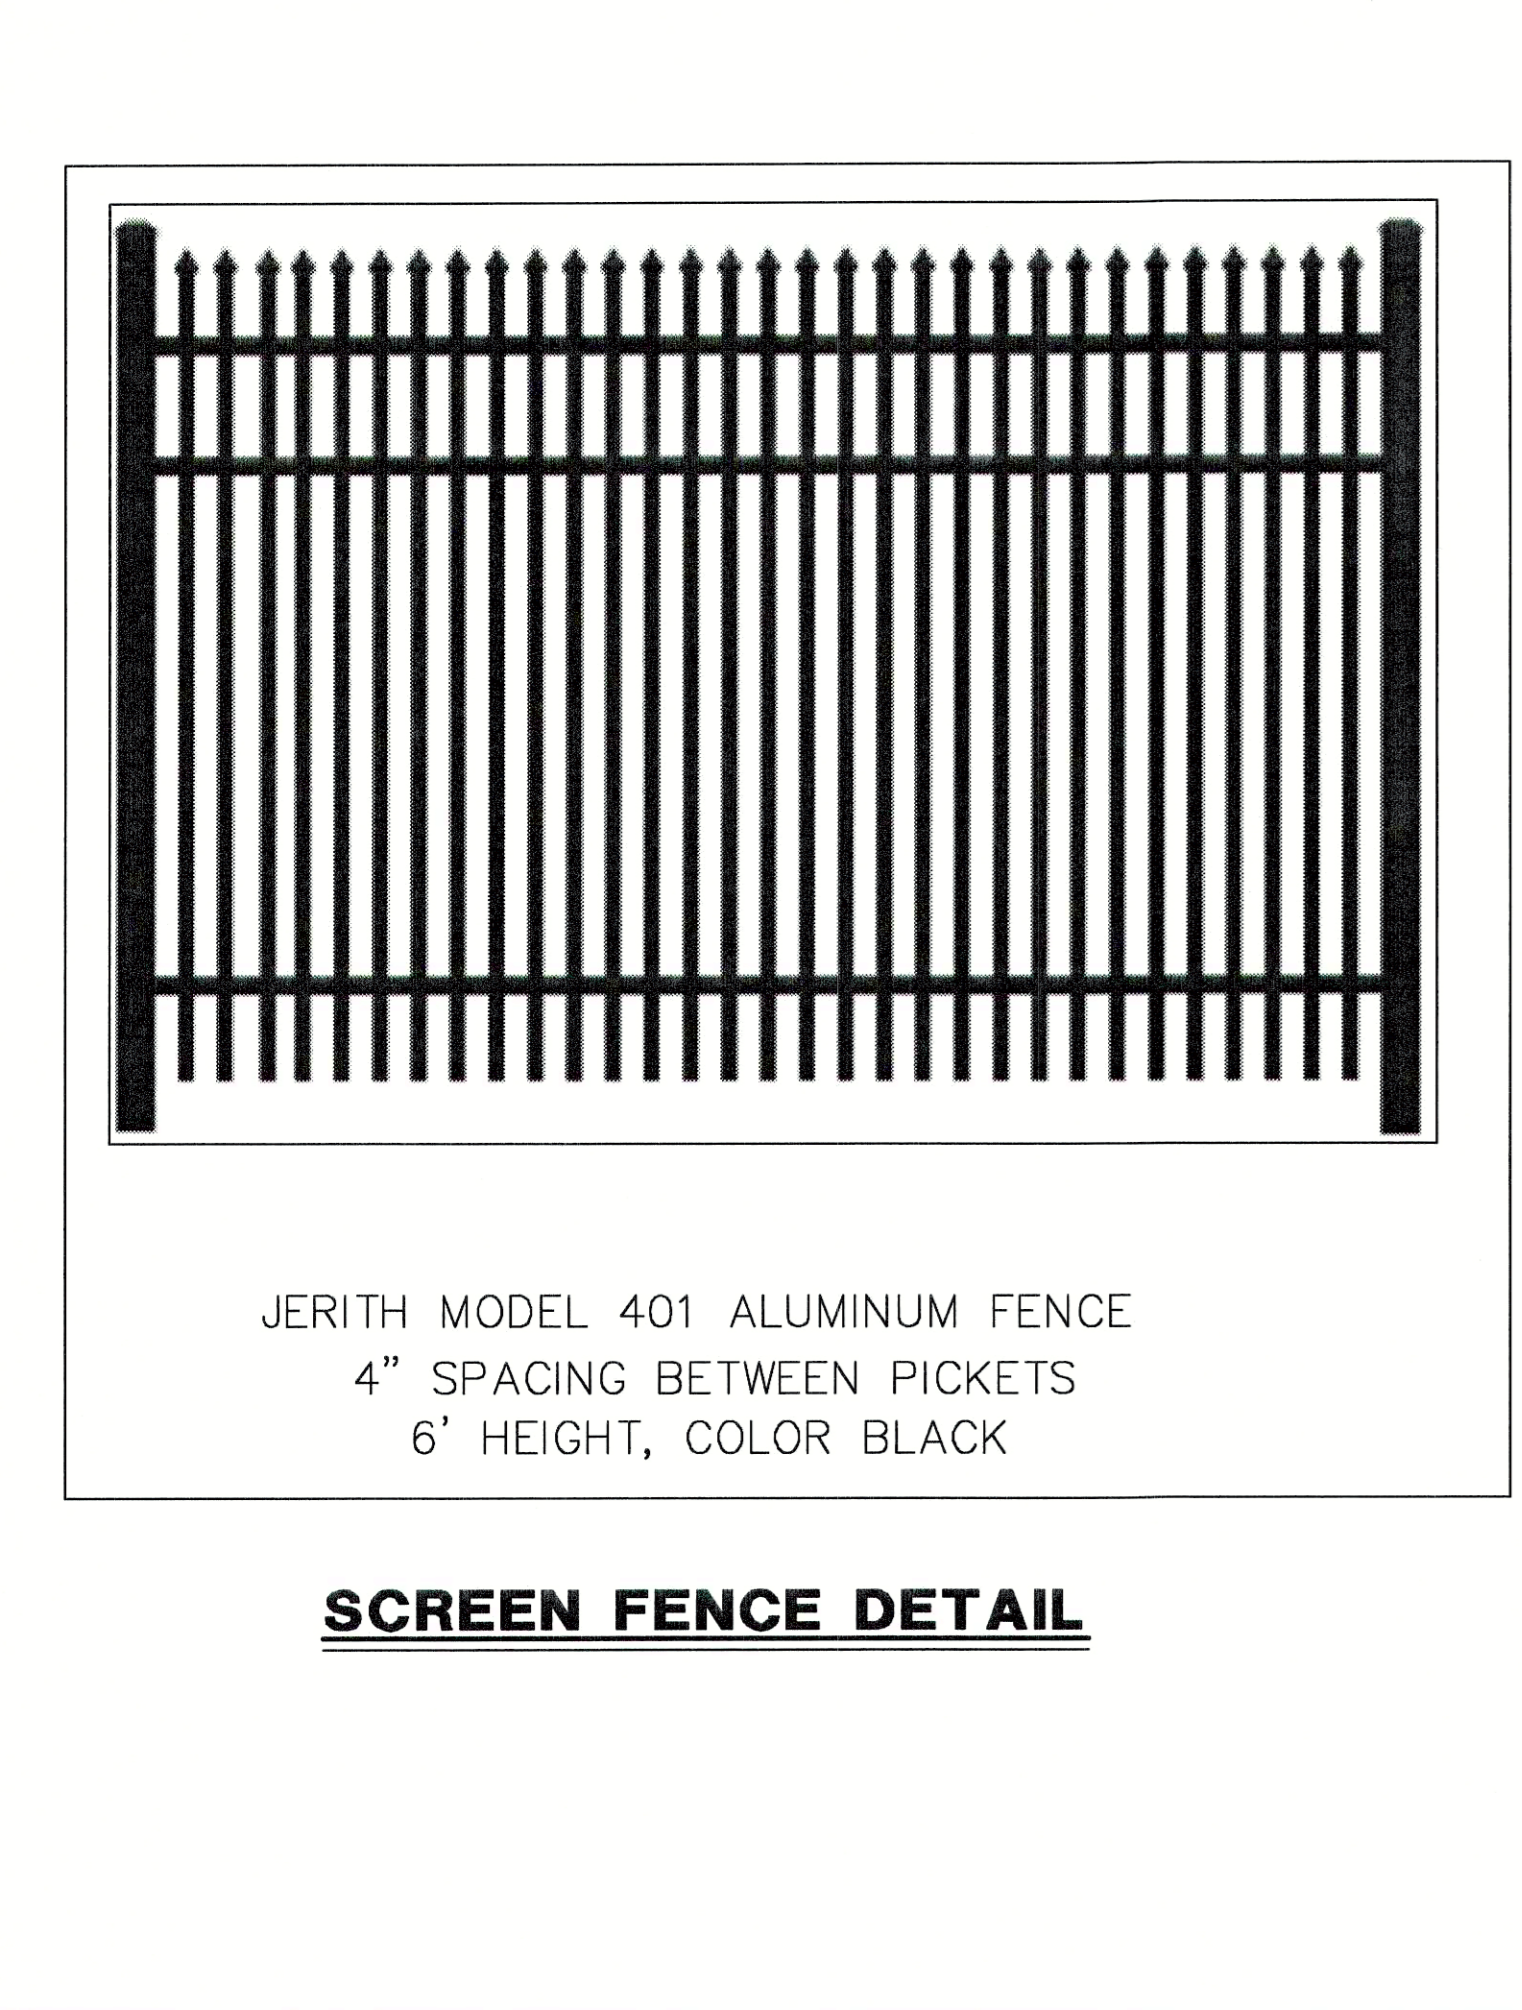 JERITH MODEL 401 ALUMINUM FENCE
4" SPACING BETWEEN PICKETS
6' HEIGHT, COLOR BLACK
SCREEN FENCE DETAIL